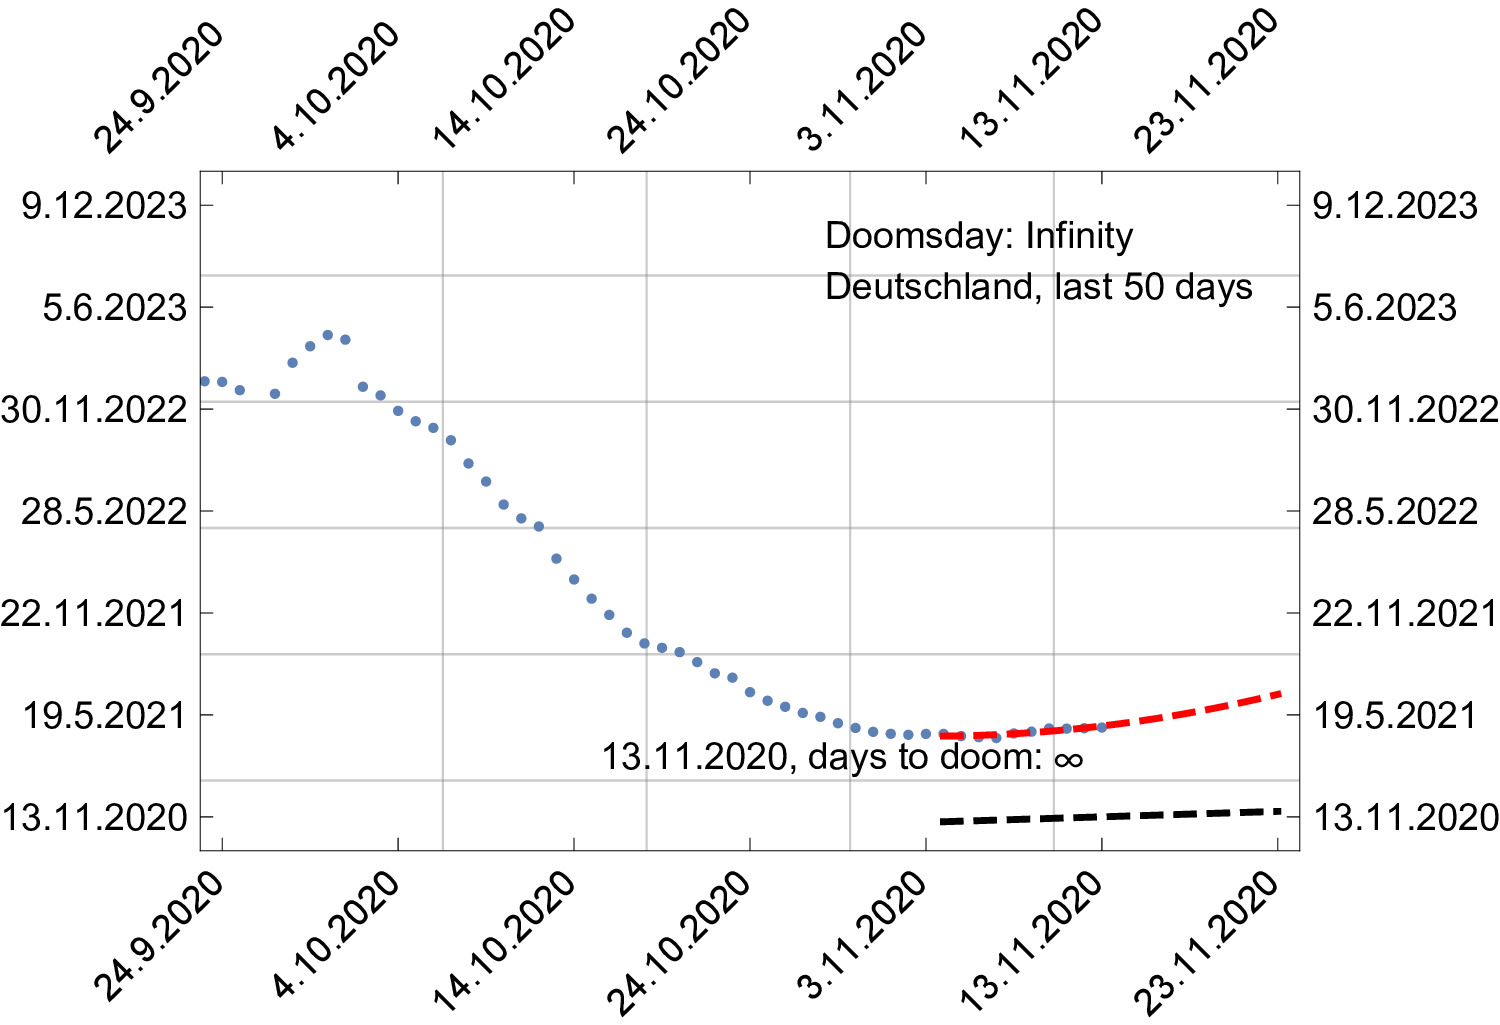 24.9.2020 4.10.2020 14.10.2020 24.10.2020 3.11.2020 13.11.2020 23.11.2020
9.12.2023 9.12.2023
Doomsday: Infinity
Deutschland, last 50 days
5.6.2023 5.6.2023
30.11.2022 30.11.2022
28.5.2022 28.5.2022
22.11.2021 22.11.2021
19.5.2021 19.5.2021
13.11.2020, days to doom: ∞
13.11.2020 13.11.2020
24.9.2020 4.10.2020 14.10.2020 24.10.2020 3.11.2020 13.11.2020 23.11.2020